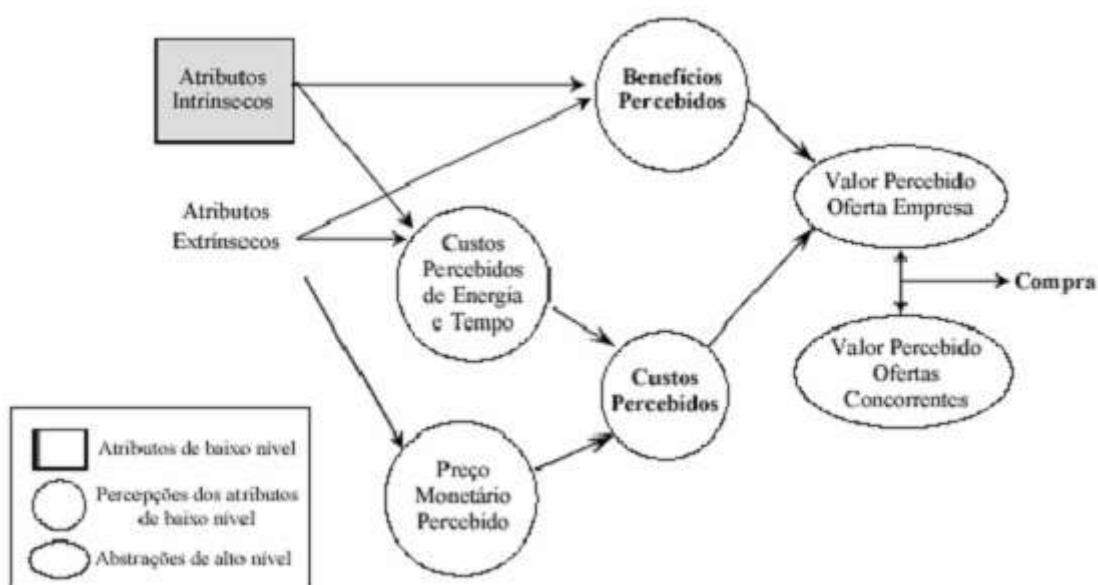 Atributos
Intrínsecos
Benefícios
Percebidos
Valor Percebido
Oferta Empresa
Atributos
Extrínsecos
Custos
Percebidos
de Energia
e Tempo
Compra
Valor Percebido
Ofertas
Concorrentes
Custos
Percebidos
Preço
Monetário
Percebido
Atributos de baixo nível
Percepções dos atributos
de baixo nível
Abstrações de alto nível